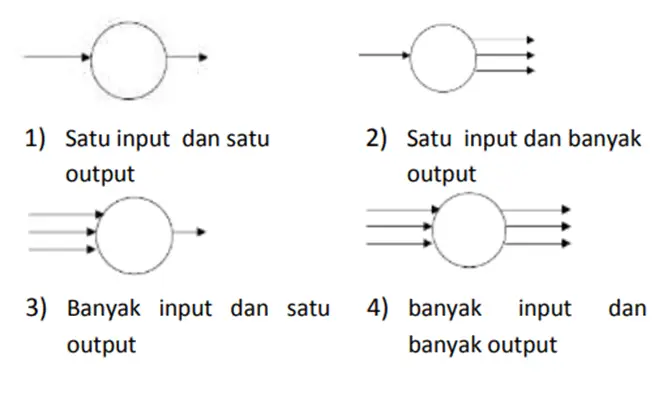 1) Satu input dan satu
output
2) Satu input dan banyak
output
3) Banyak input dan satu
output
4) banyak input dan
banyak output